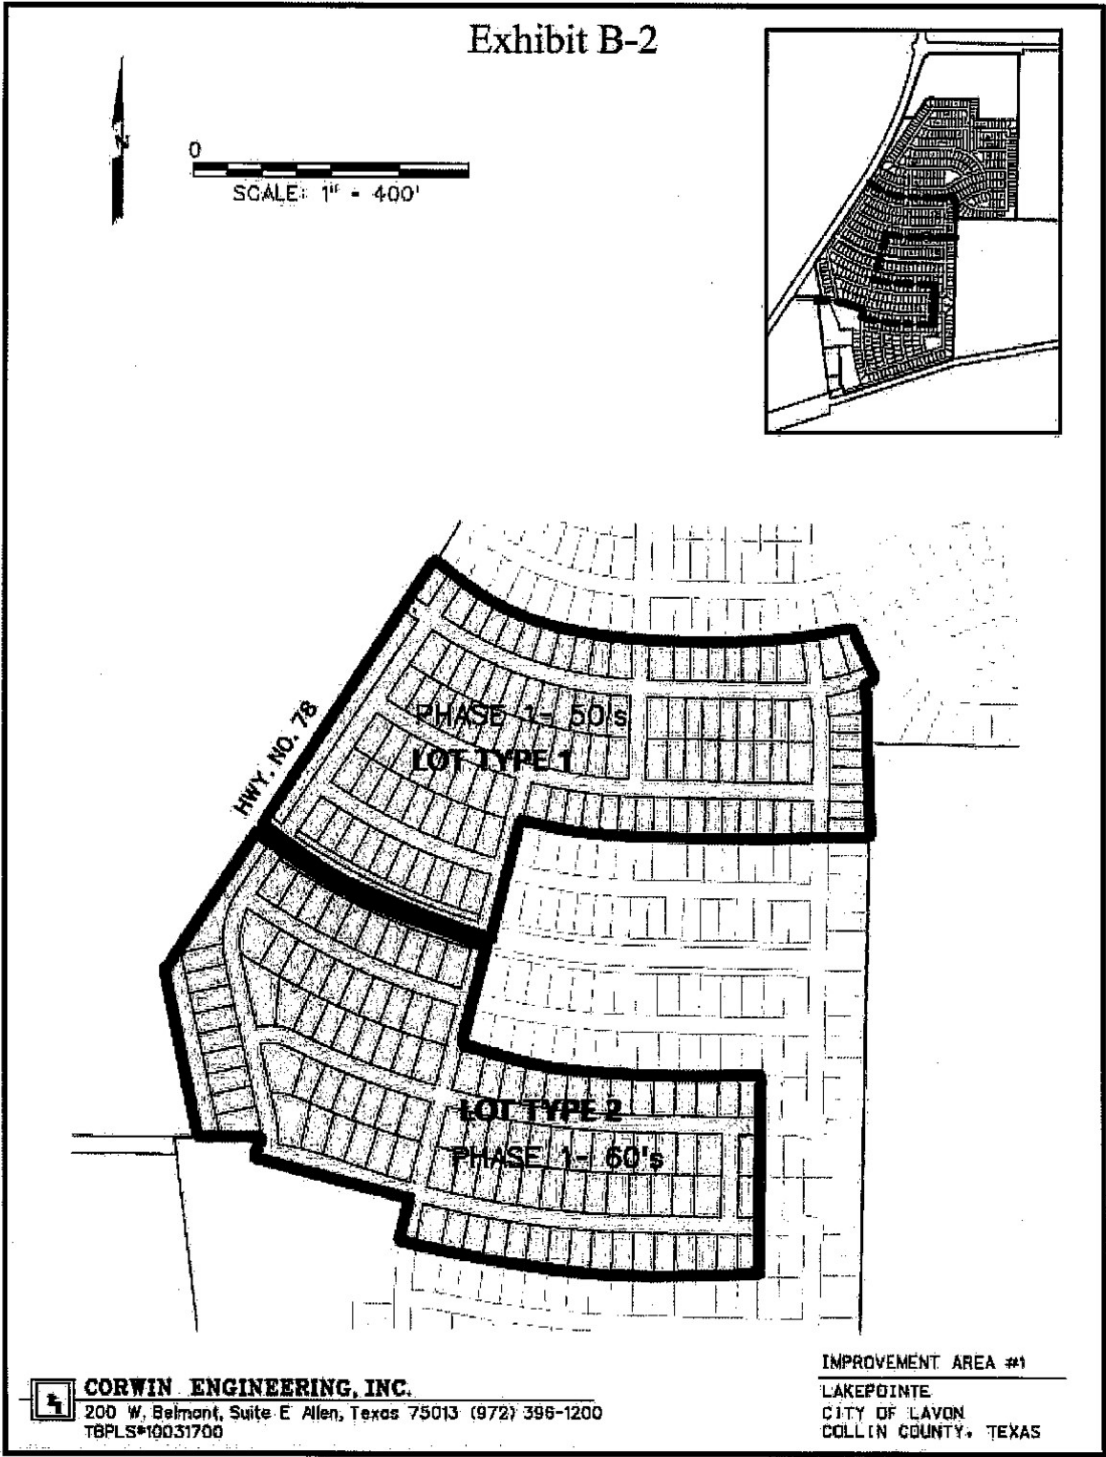 Exhibit B-2
N
0
SCALE: 1" = 400'
HWY. NO. 78
PHASE 1- 50's
LOT TYPE 1
LOT TYPE 2
PHASE 1- 60's
CORWIN ENGINEERING, INC.
200 W. Belmont, Suite E Allen, Texas 75013 (972) 396-1200
TBPLS#10031700
IMPROVEMENT AREA #1
LAKEPOINTE
CITY OF LAVON
COLLIN COUNTY, TEXAS